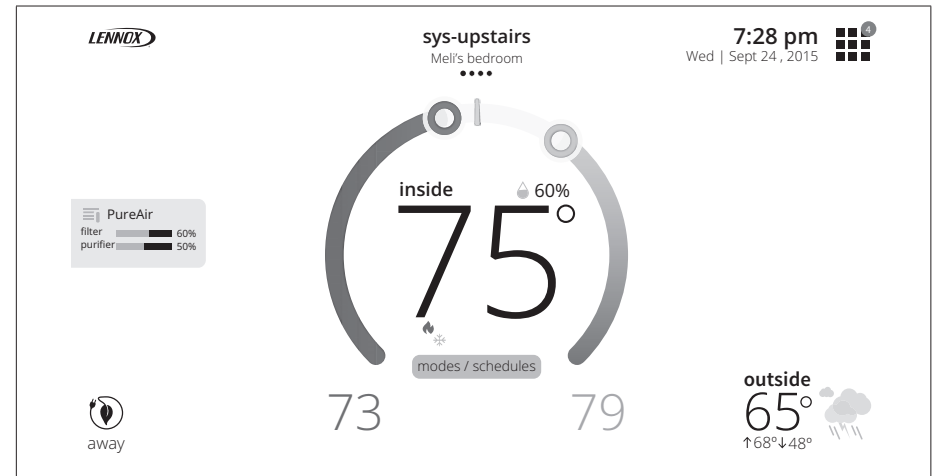 LENNOX
sys-upstairs
Meli's bedroom
7:28 pm
Wed | Sept 24 , 2015
4
inside
60%
75°
PureAir
filter 60%
purifier 50%
modes / schedules
73
79
away
outside
65°
↑68°↓48°